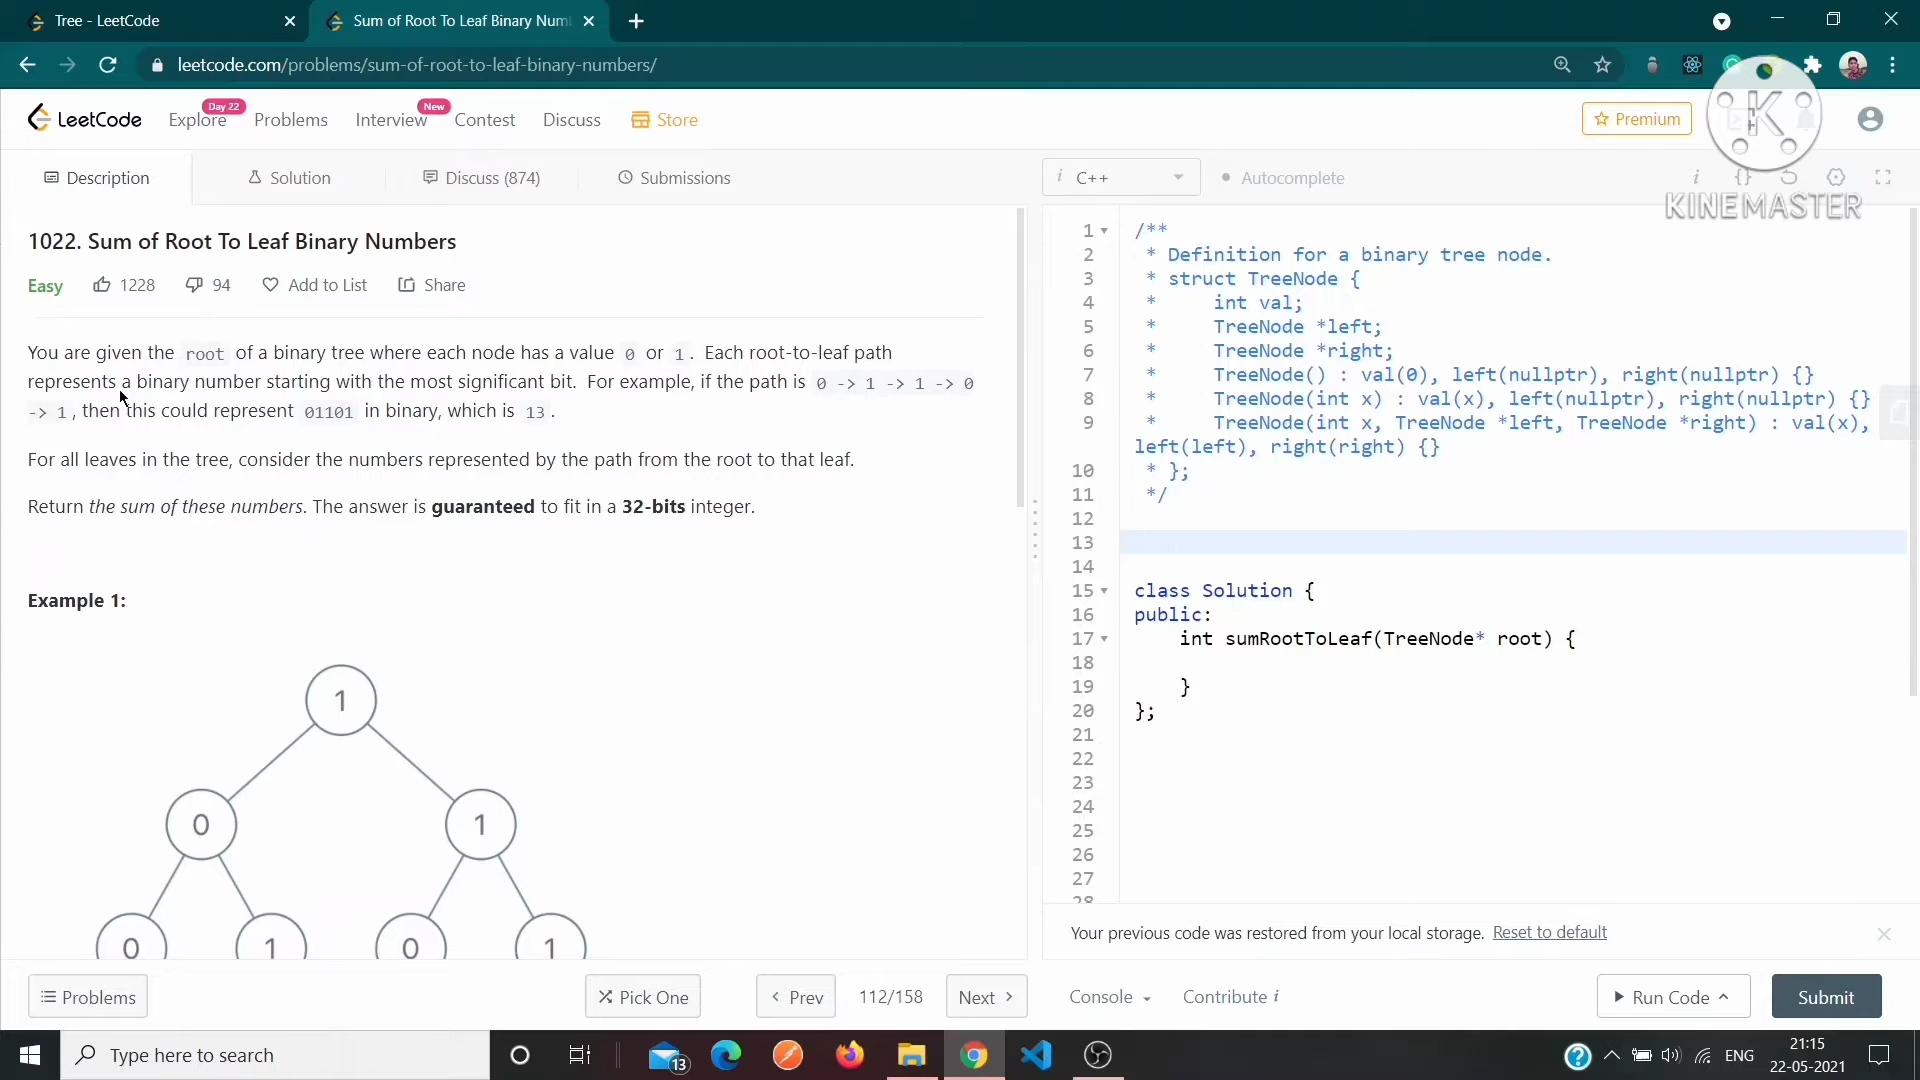 Tree - LeetCode
Sum of Root To Leaf Binary Num
leetcode.com/problems/sum-of-root-to-leaf-binary-numbers/
LeetCode
Explore
Day 22
Problems
Interview
New
Contest
Discuss
Store
Premium
K
KINEMASTER
Description
Solution
Discuss (874)
Submissions
i C++
Autocomplete
i {}
1022. Sum of Root To Leaf Binary Numbers
Easy
1228
94
Add to List
Share
You are given the root of a binary tree where each node has a value 0 or 1. Each root-to-leaf path
represents a binary number starting with the most significant bit. For example, if the path is 0 -> 1 -> 1 -> 0
-> 1, then this could represent 01101 in binary, which is 13.
For all leaves in the tree, consider the numbers represented by the path from the root to that leaf.
Return the sum of these numbers. The answer is guaranteed to fit in a 32-bits integer.
Example 1:
1
0 1
0 1 0 1
1 /**
2 * Definition for a binary tree node.
3 * struct TreeNode {
4 * int val;
5 * TreeNode *left;
6 * TreeNode *right;
7 * TreeNode() : val(0), left(nullptr), right(nullptr) {}
8 * TreeNode(int x) : val(x), left(nullptr), right(nullptr) {}
9 * TreeNode(int x, TreeNode *left, TreeNode *right) : val(x),
left(left), right(right) {}
10 * };
11 */
12
13
14
15 class Solution {
16 public:
17 int sumRootToLeaf(TreeNode* root) {
18
19 }
20 };
21
22
23
24
25
26
27
28
Your previous code was restored from your local storage. Reset to default
Problems
Pick One
Prev
112/158
Next
Console
Contribute i
Run Code
Submit
Type here to search
13
ENG
21:15
22-05-2021